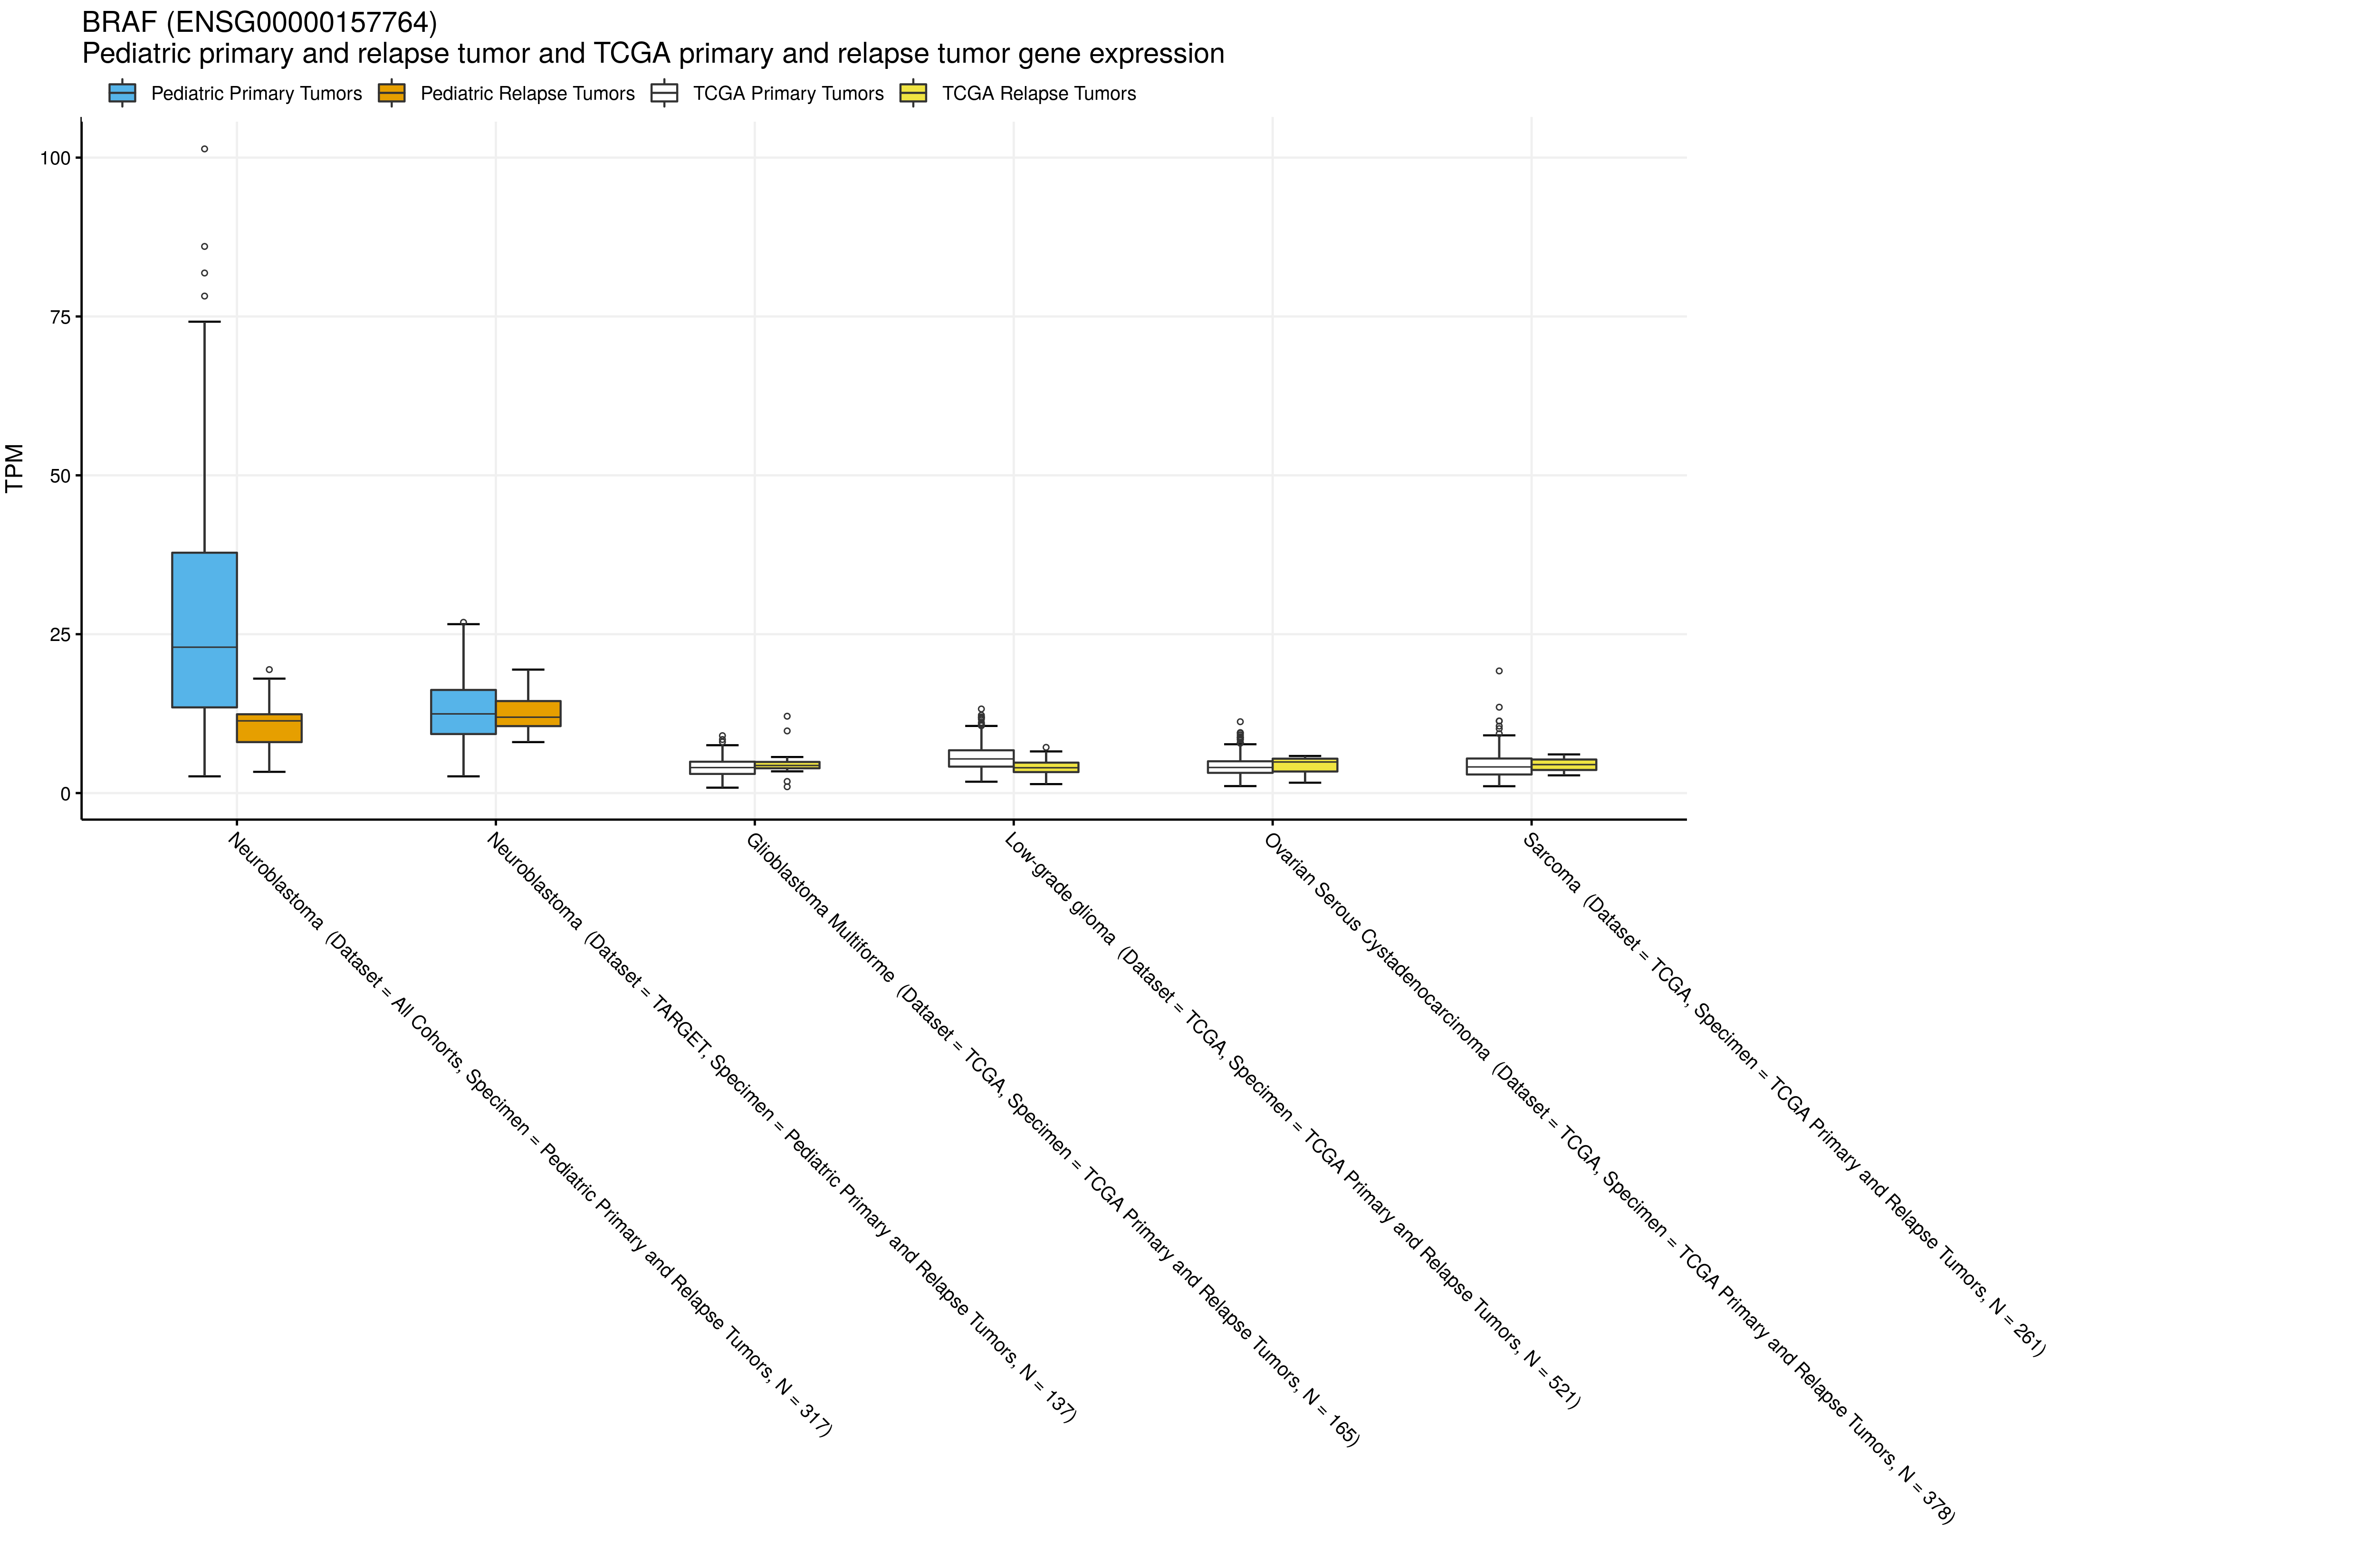 BRAF (ENSG00000157764)
Pediatric primary and relapse tumor and TCGA primary and relapse tumor gene expression
Pediatric Primary Tumors
Pediatric Relapse Tumors
TCGA Primary Tumors
TCGA Relapse Tumors
TPM
100
75
50
25
0
Neuroblastoma (Dataset = All Cohorts, Specimen = Pediatric Primary and Relapse Tumors, N = 317)
Neuroblastoma (Dataset = TARGET, Specimen = Pediatric Primary and Relapse Tumors, N = 137)
Glioblastoma Multiforme (Dataset = TCGA, Specimen = TCGA Primary and Relapse Tumors, N = 165)
Low-grade glioma (Dataset = TCGA, Specimen = TCGA Primary and Relapse Tumors, N = 521)
Ovarian Serous Cystadenocarcinoma (Dataset = TCGA, Specimen = TCGA Primary and Relapse Tumors, N = 378)
Sarcoma (Dataset = TCGA, Specimen = TCGA Primary and Relapse Tumors, N = 261)